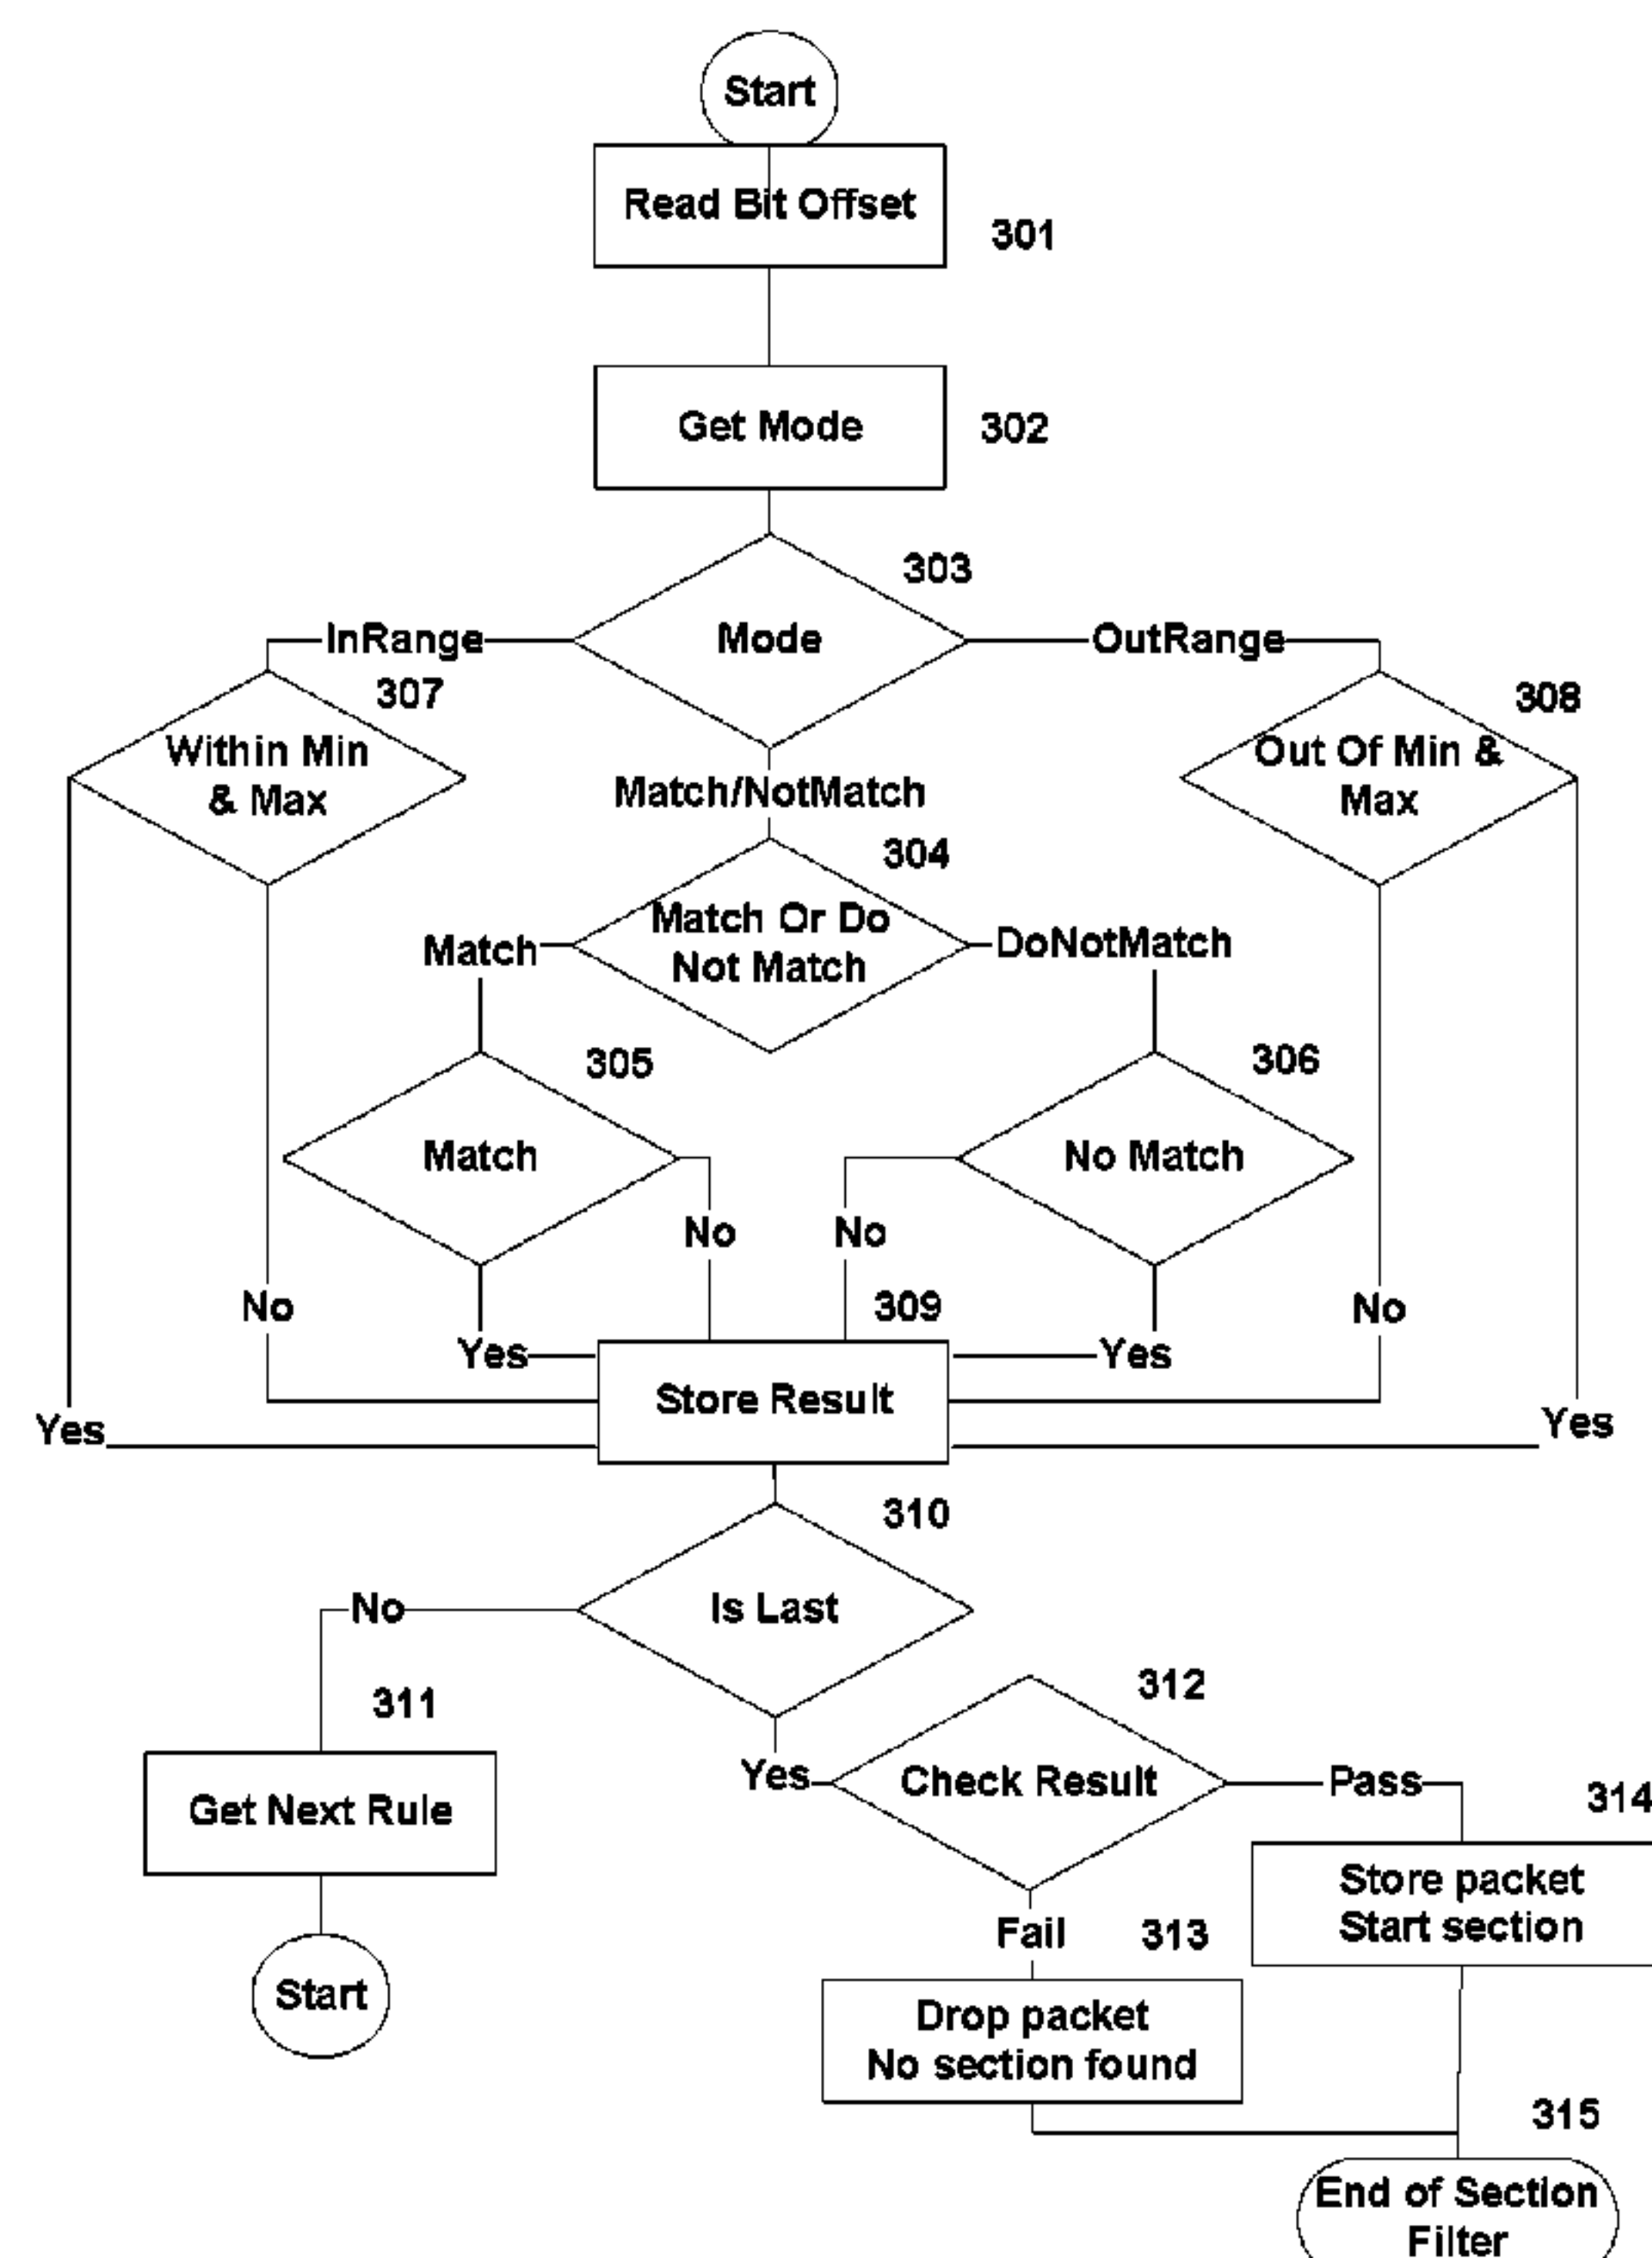 Start
Read Bit Offset
301
Get Mode
302
303
InRange
Mode
OutRange
307
308
Within Min
& Max
Out Of Min &
Max
Match/NotMatch
304
Match Or Do
Not Match
Match
DoNotMatch
305
306
Match
No Match
No
No
No
309
No
Yes
Yes
Store Result
Yes
Yes
310
No
Is Last
311
312
Yes
Check Result
Pass
314
Get Next Rule
Store packet
Start section
Fail
313
Start
Drop packet
No section found
315
End of Section
Filter